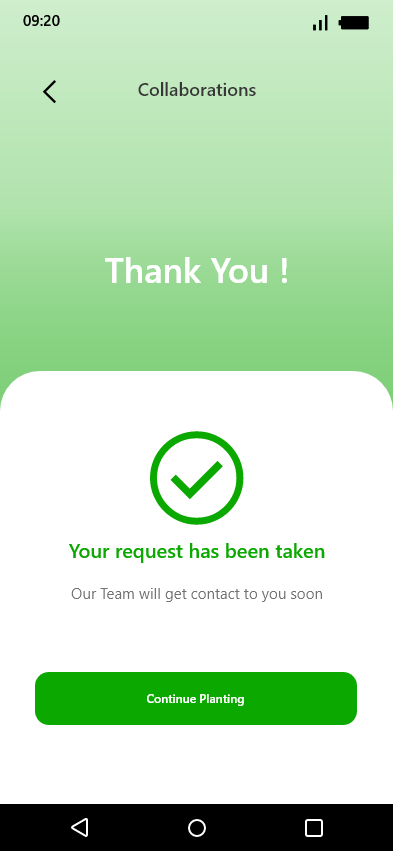 09:20
Collaborations
Thank You !
Your request has been taken
Our Team will get contact to you soon
Continue Planting